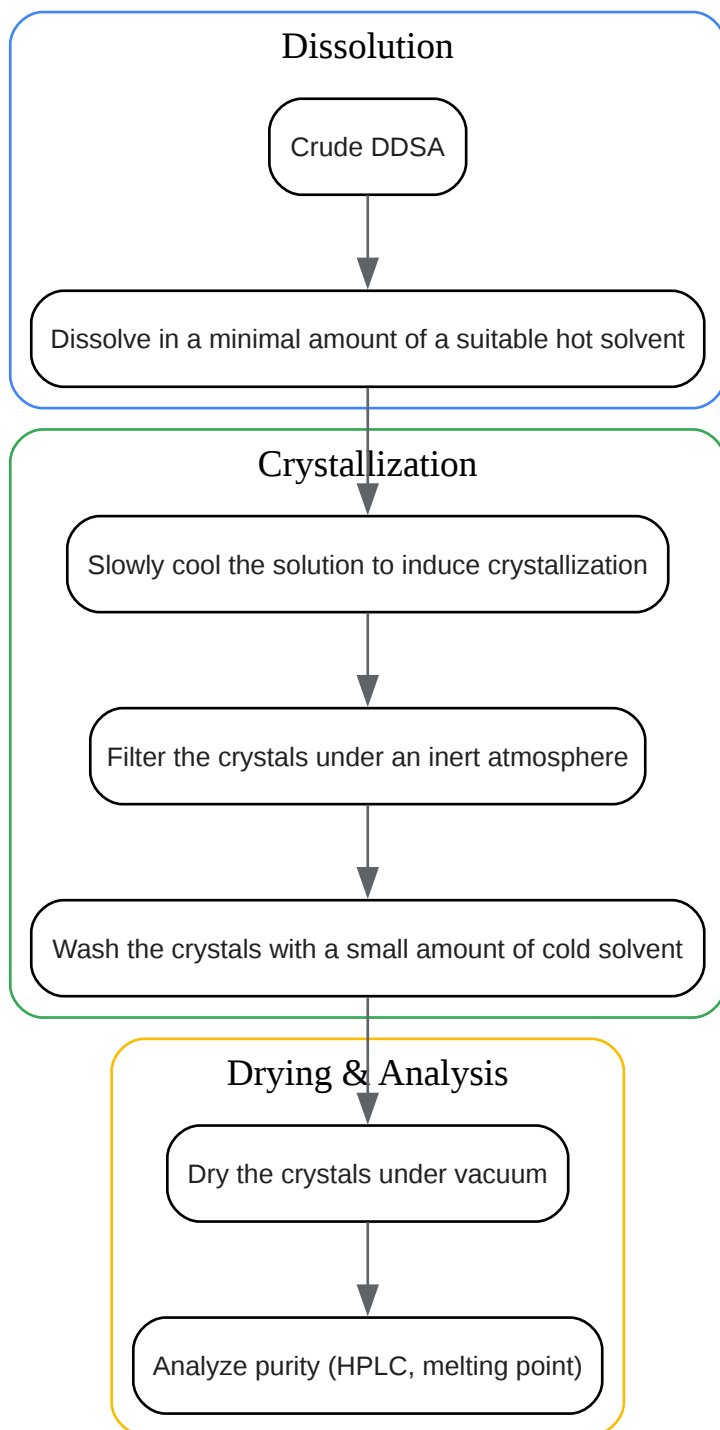 Dissolution
Crude DDSA
Dissolve in a minimal amount of a suitable hot solvent
Crystallization
Slowly cool the solution to induce crystallization
Filter the crystals under an inert atmosphere
Wash the crystals with a small amount of cold solvent
Drying & Analysis
Dry the crystals under vacuum
Analyze purity (HPLC, melting point)